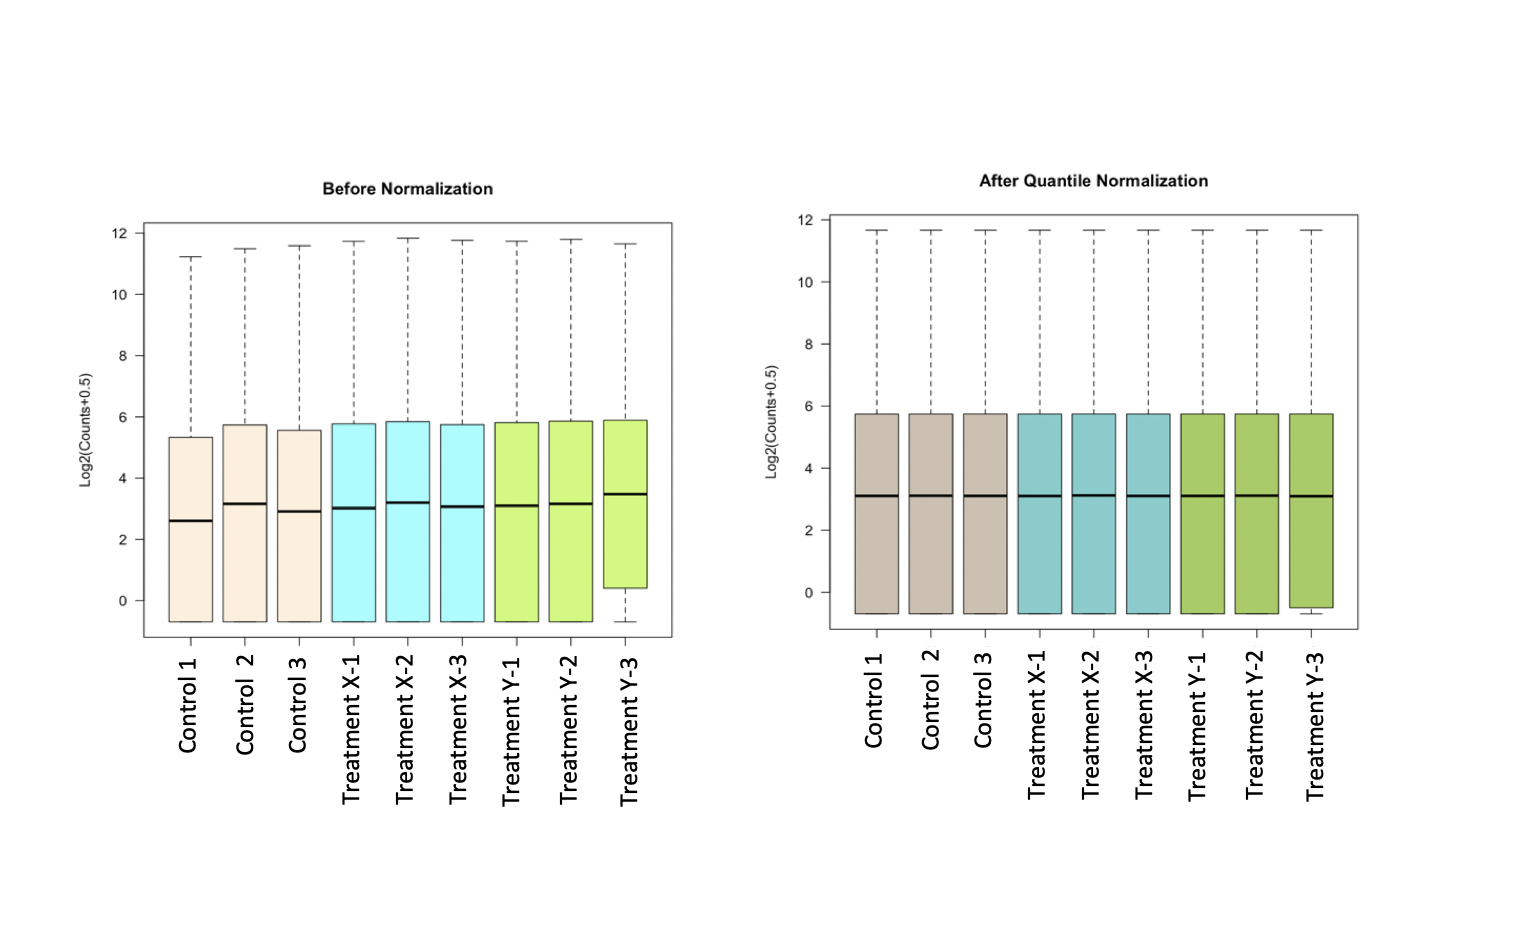 Before Normalization
Log2(Counts+0.5)
12
10
8
6
4
2
0
Control 1
Control 2
Control 3
Treatment X-1
Treatment X-2
Treatment X-3
Treatment Y-1
Treatment Y-2
Treatment Y-3
After Quantile Normalization
Log2(Counts+0.5)
12
10
8
6
4
2
0
Control 1
Control 2
Control 3
Treatment X-1
Treatment X-2
Treatment X-3
Treatment Y-1
Treatment Y-2
Treatment Y-3